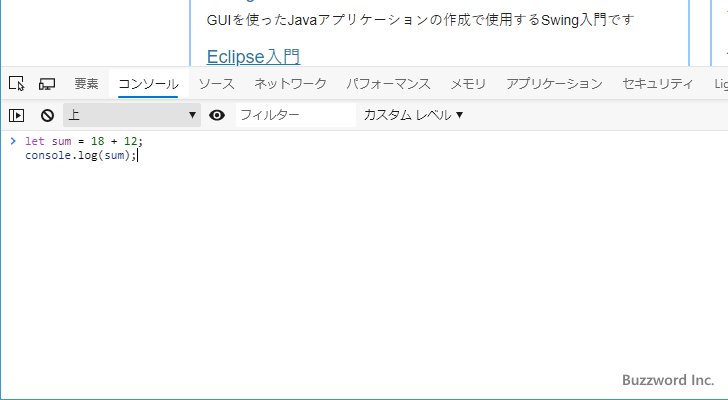 GUIを使ったJavaアプリケーションの作成で使用するSwing入門です
Eclipse入門
要素 コンソール ソース ネットワーク パフォーマンス メモリ アプリケーション セキュリティ Lig
上 フィルター カスタム レベル
let sum = 18 + 12;
console.log(sum);
Buzzword Inc.